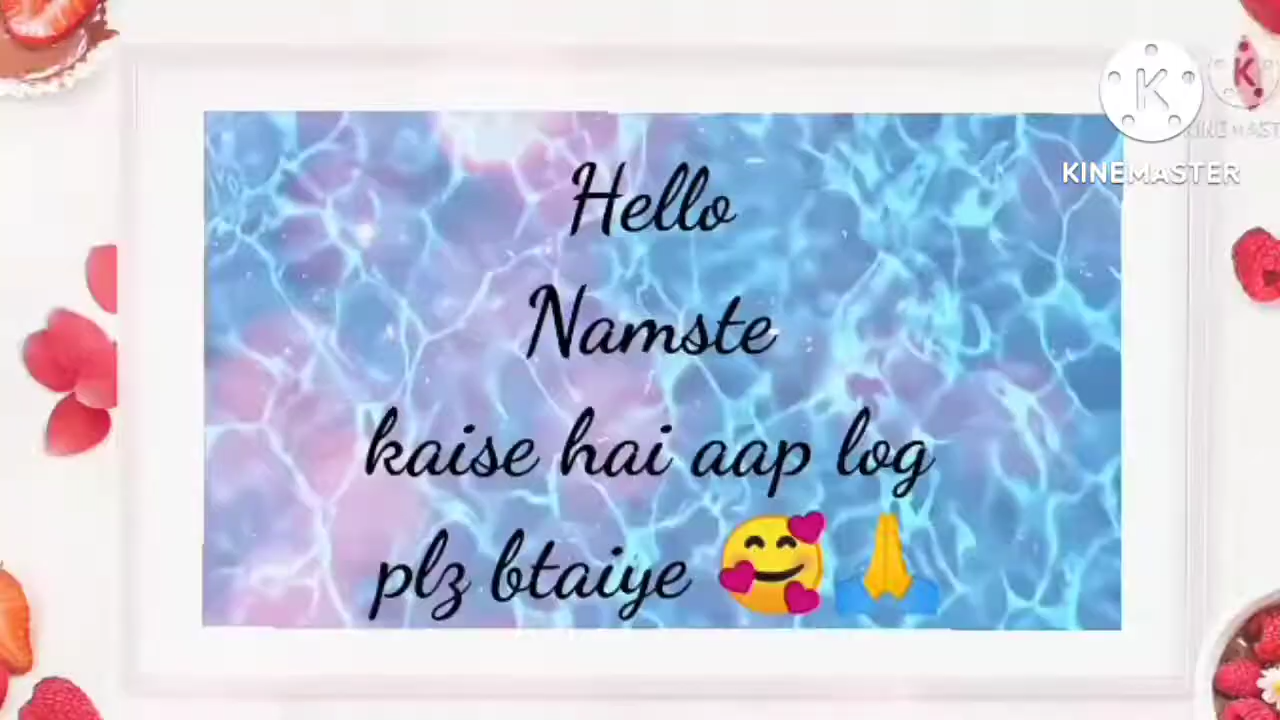 Hello
Namste
kaise hai aap log
plz btaiye 🥰🙏
K
KINEMASTER
K